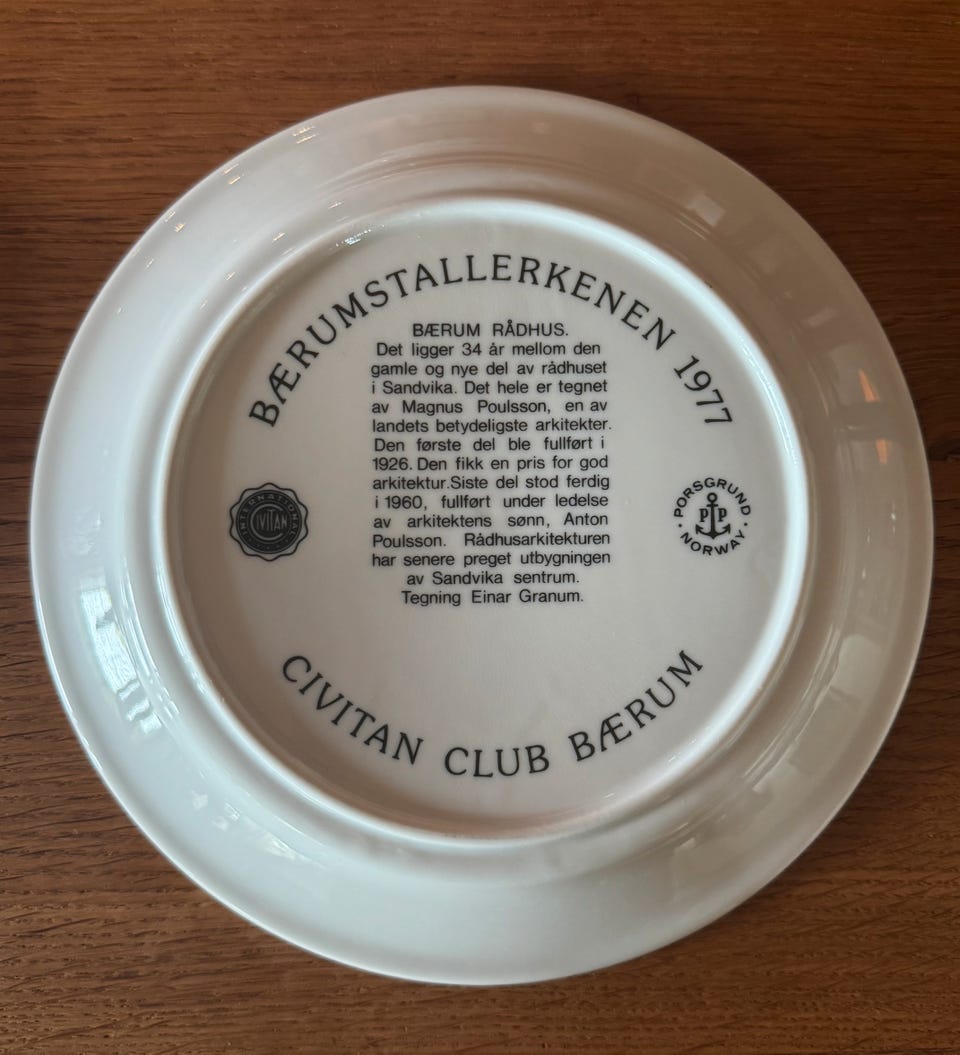 BÆRUMSTALLERKENEN 1977
BÆRUM RÅDHUS.
Det ligger 34 år mellom den
gamle og nye del av rådhuset
i Sandvika. Det hele er tegnet
av Magnus Poulsson, en av
landets betydeligste arkitekter.
Den første del ble fullført i
1926. Den fikk en pris for god
arkitektur.Siste del stod ferdig
i 1960, fullført under ledelse
av arkitektens sønn, Anton
Poulsson. Rådhusarkitekturen
har senere preget utbygningen
av Sandvika sentrum.
Tegning Einar Granum.
INTERNATIONAL
CIVITAN
PORSGRUND
P
NORWAY
CIVITAN CLUB BÆRUM